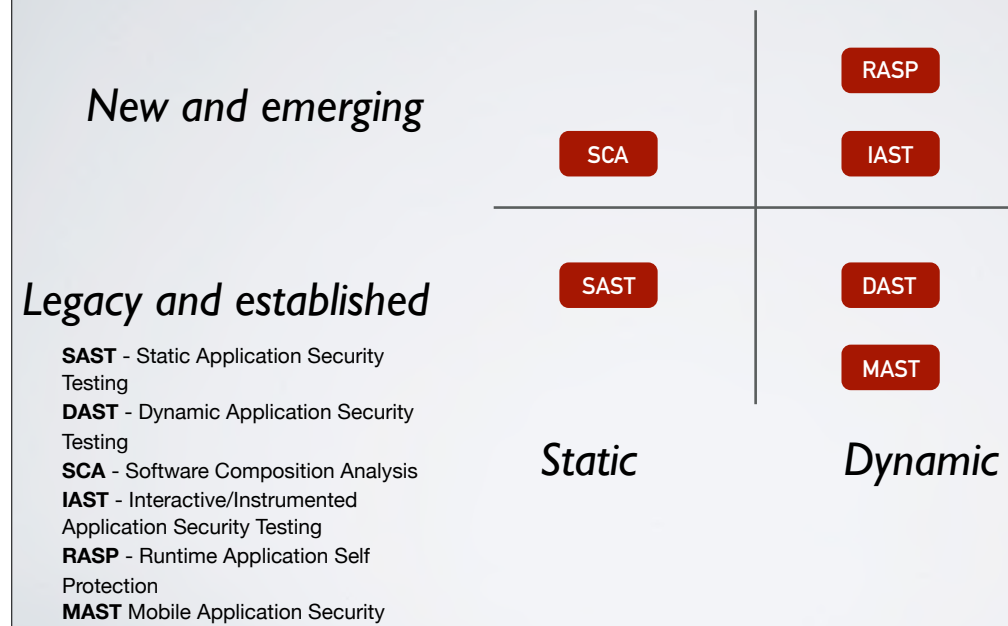 New and emerging
RASP
SCA
IAST
Legacy and established
SAST
DAST
MAST
SAST - Static Application Security
Testing
DAST - Dynamic Application Security
Testing
SCA - Software Composition Analysis
IAST - Interactive/Instrumented
Application Security Testing
RASP - Runtime Application Self
Protection
MAST Mobile Application Security
Static
Dynamic